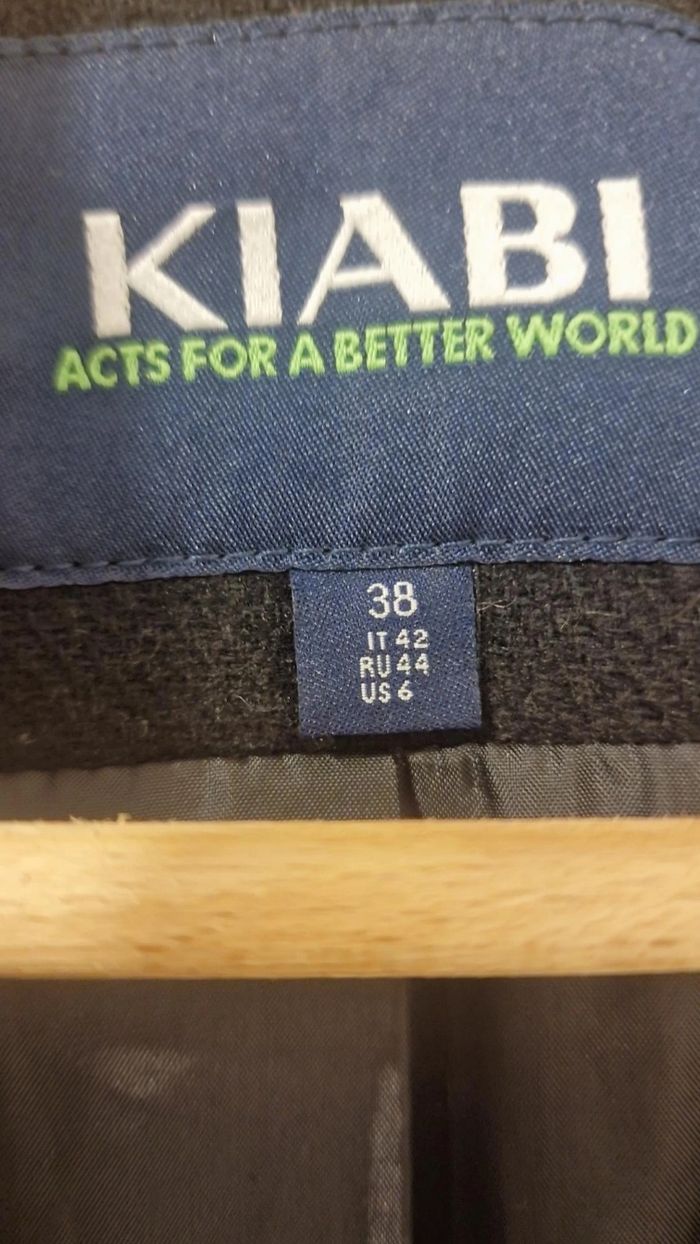 KIABI
ACTS FOR A BETTER WORLD
38
IT 42
RU 44
US 6